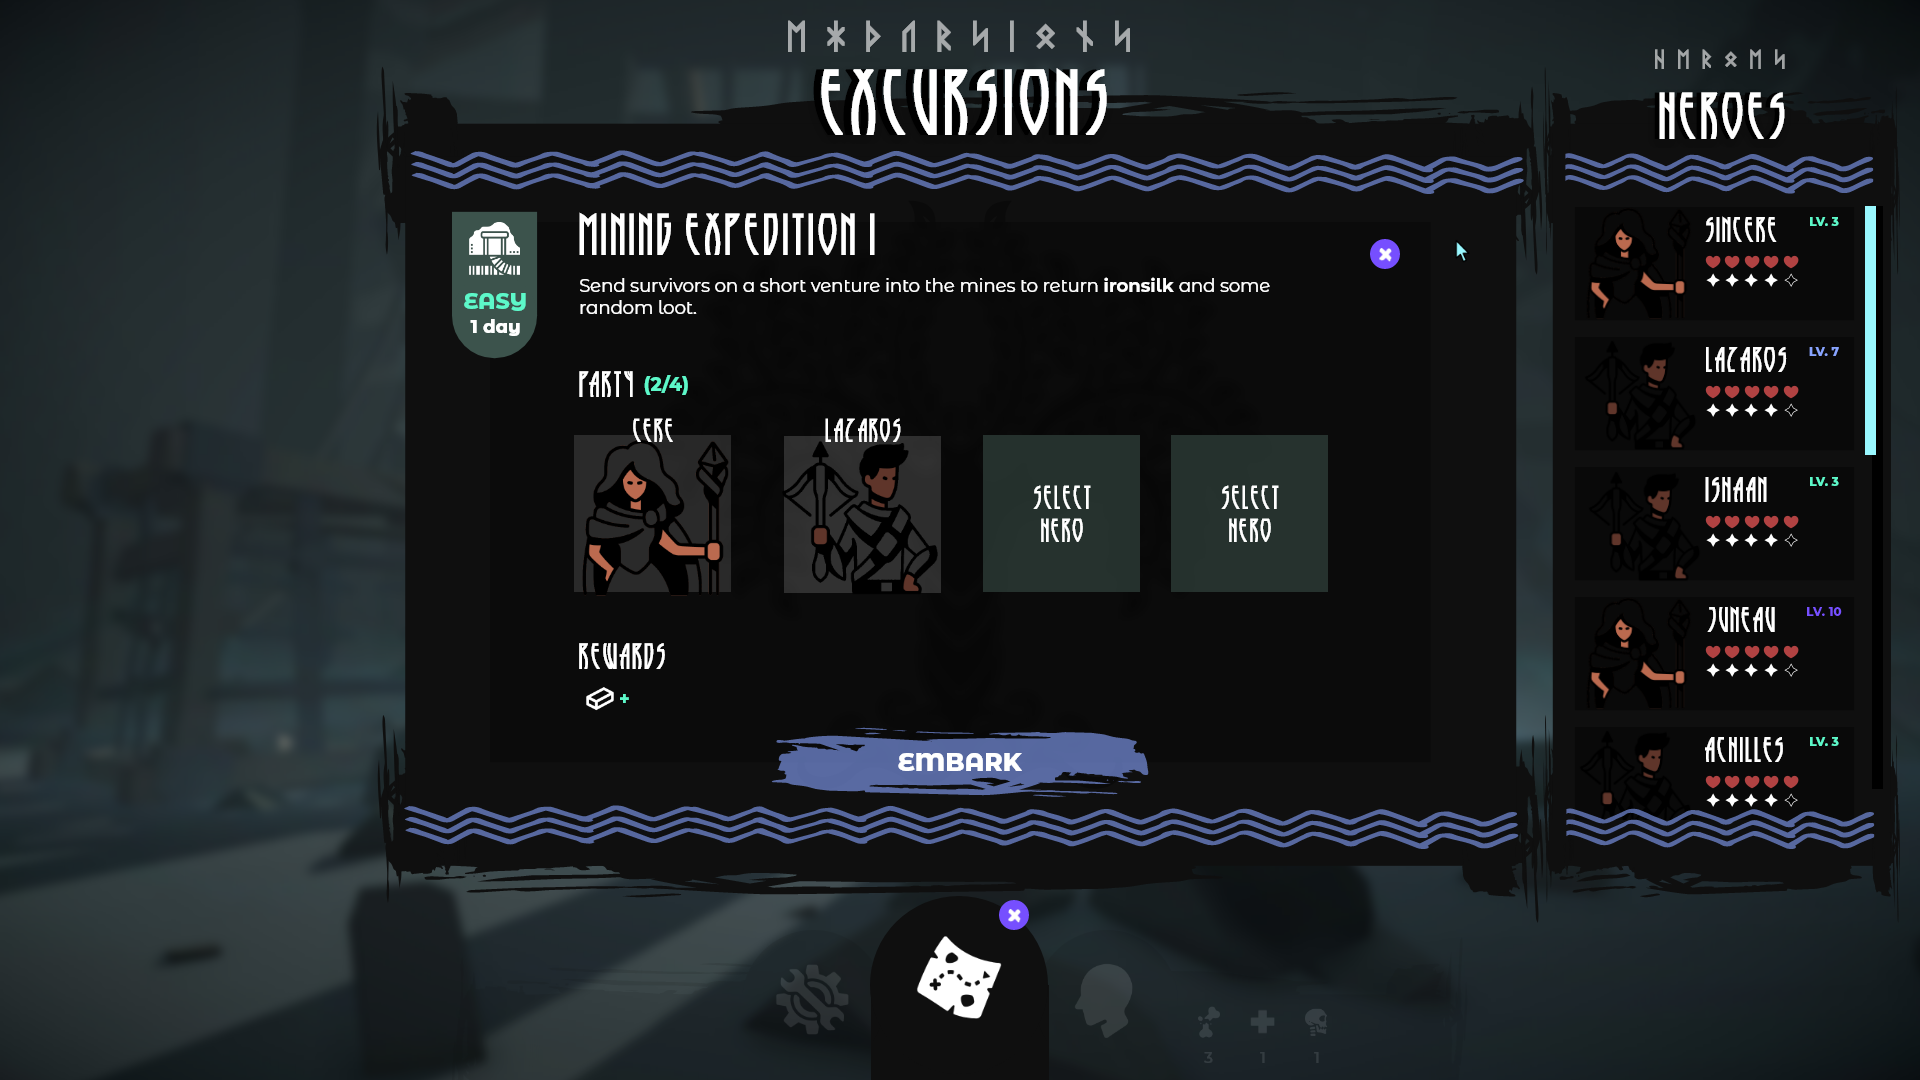 ᛖᚼᚦᚢᚱᛋᛁᛟᚾᛋ
EXCURSIONS
MINING EXPEDITION I
Send survivors on a short venture into the mines to return ironsilk and some
random loot.
EASY
1 day
PARTY (2/4)
CERE
LAZAROS
SELECT
HERO
SELECT
HERO
REWARDS
+
EMBARK
3
1
1
HEROES
SINCERE LV. 3
LAZAROS LV. 7
ISHAAN LV. 3
JUNEAU LV. 10
ACHILLES LV. 3